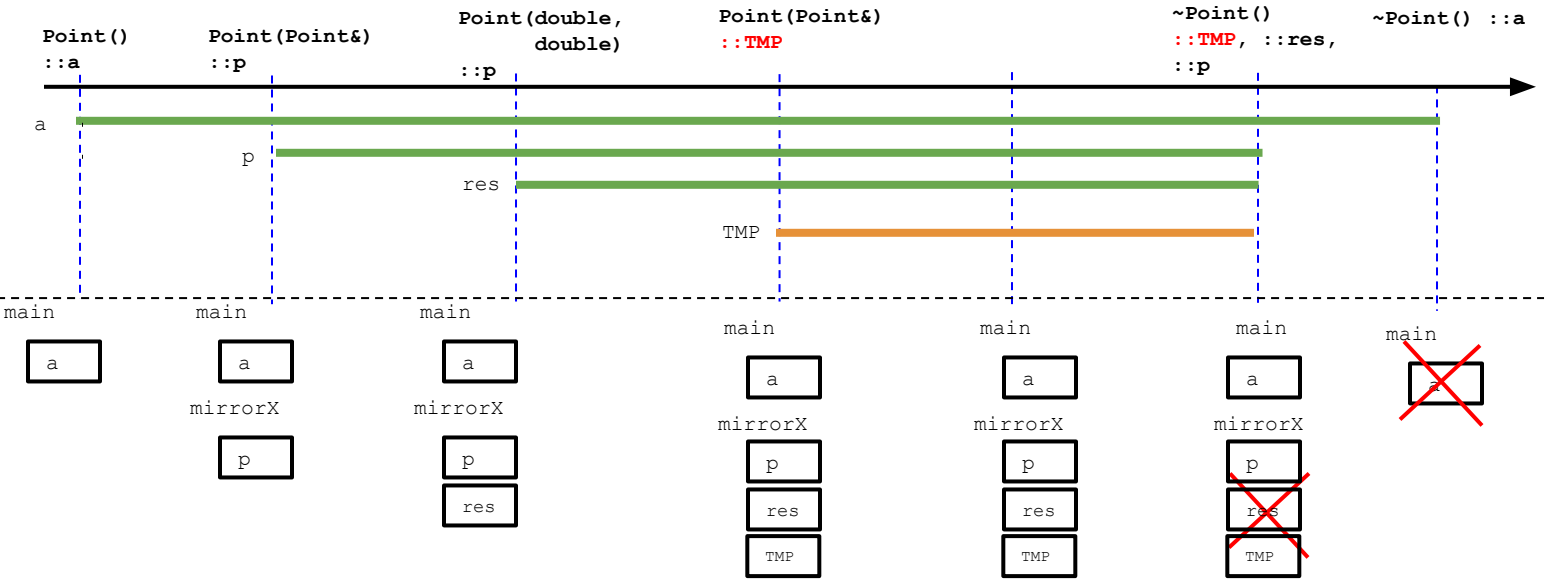 Point()
::a
Point(Point&)
::p
Point(double,
double)
::p
Point(Point&)
::TMP
~Point()
::TMP, ::res,
::p
~Point() ::a
a
p
res
TMP
main
a
main
a
mirrorX
p
main
a
mirrorX
p
res
main
a
mirrorX
p
res
TMP
main
a
mirrorX
p
res
TMP
main
a
mirrorX
p
res
TMP
main
a